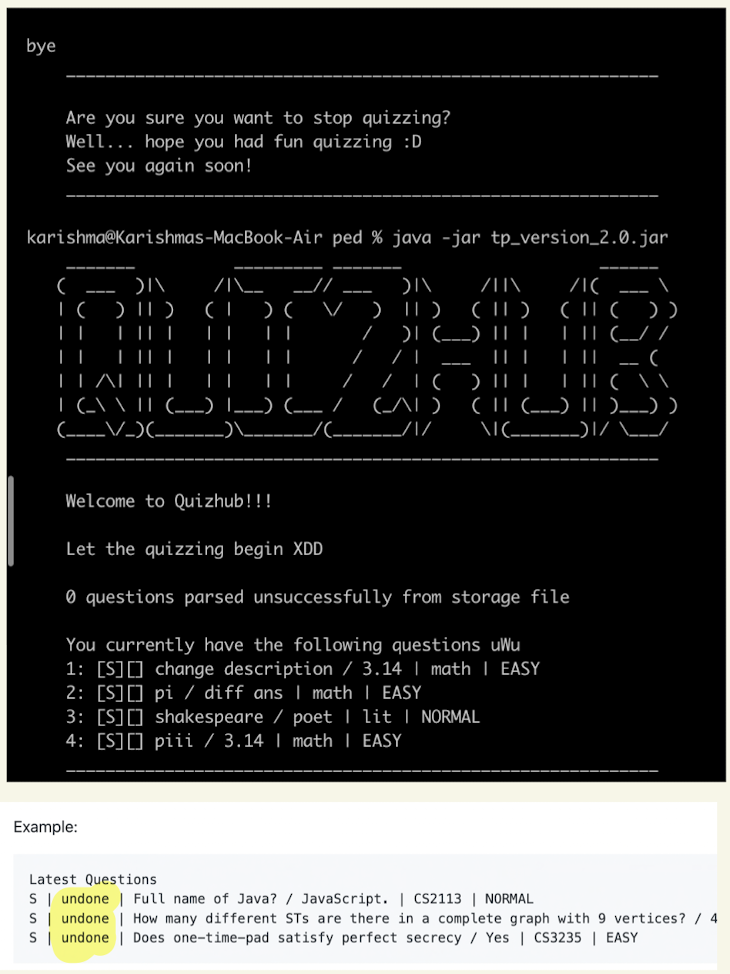 bye
Are you sure you want to stop quizzing?
Well... hope you had fun quizzing :D
See you again soon!
karishma@Karishmas-MacBook-Air ped % java -jar tp_version_2.0.jar
QUIZHUB
Welcome to Quizhub!!!
Let the quizzing begin XDD
0 questions parsed unsuccessfully from storage file
You currently have the following questions uWu
1: [S][] change description / 3.14 | math | EASY
2: [S][] pi / diff ans | math | EASY
3: [S][] shakespeare / poet | lit | NORMAL
4: [S][] piii / 3.14 | math | EASY
Example:
Latest Questions
S | undone | Full name of Java? / JavaScript. | CS2113 | NORMAL
S | undone | How many different STs are there in a complete graph with 9 vertices? / 4
S | undone | Does one-time-pad satisfy perfect secrecy / Yes | CS3235 | EASY